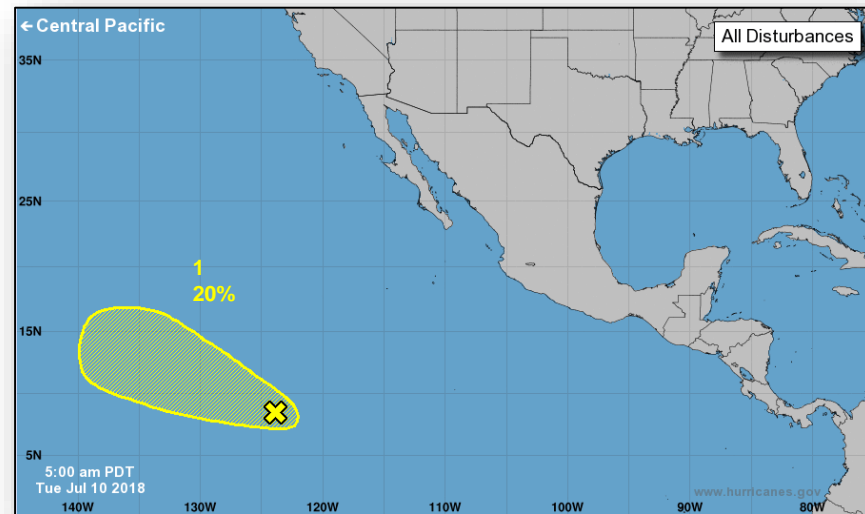 ← Central Pacific
All Disturbances
35N
25N
1
20%
15N
5N
5:00 am PDT
Tue Jul 10 2018
www.hurricanes.gov
140W 130W 120W 110W 100W 90W 80W